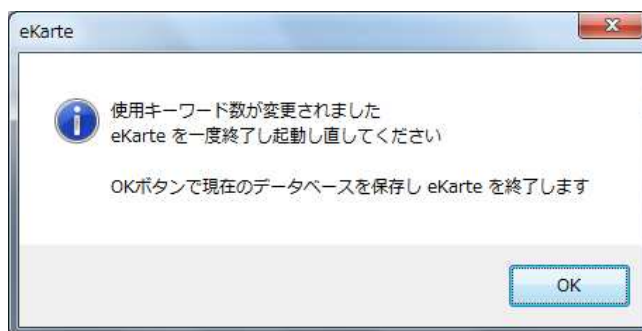 eKarte
使用キーワード数が変更されました
eKarte を一度終了し起動し直してください
OKボタンで現在のデータベースを保存し eKarte を終了します
OK